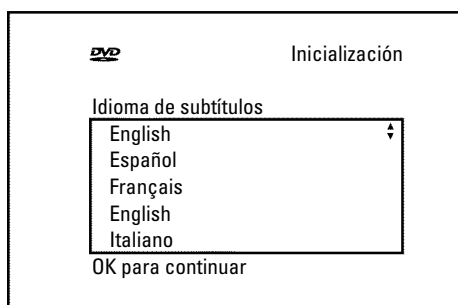 DVD
Inicialización
Idioma de subtítulos
English
Español
Français
English
Italiano
OK para continuar